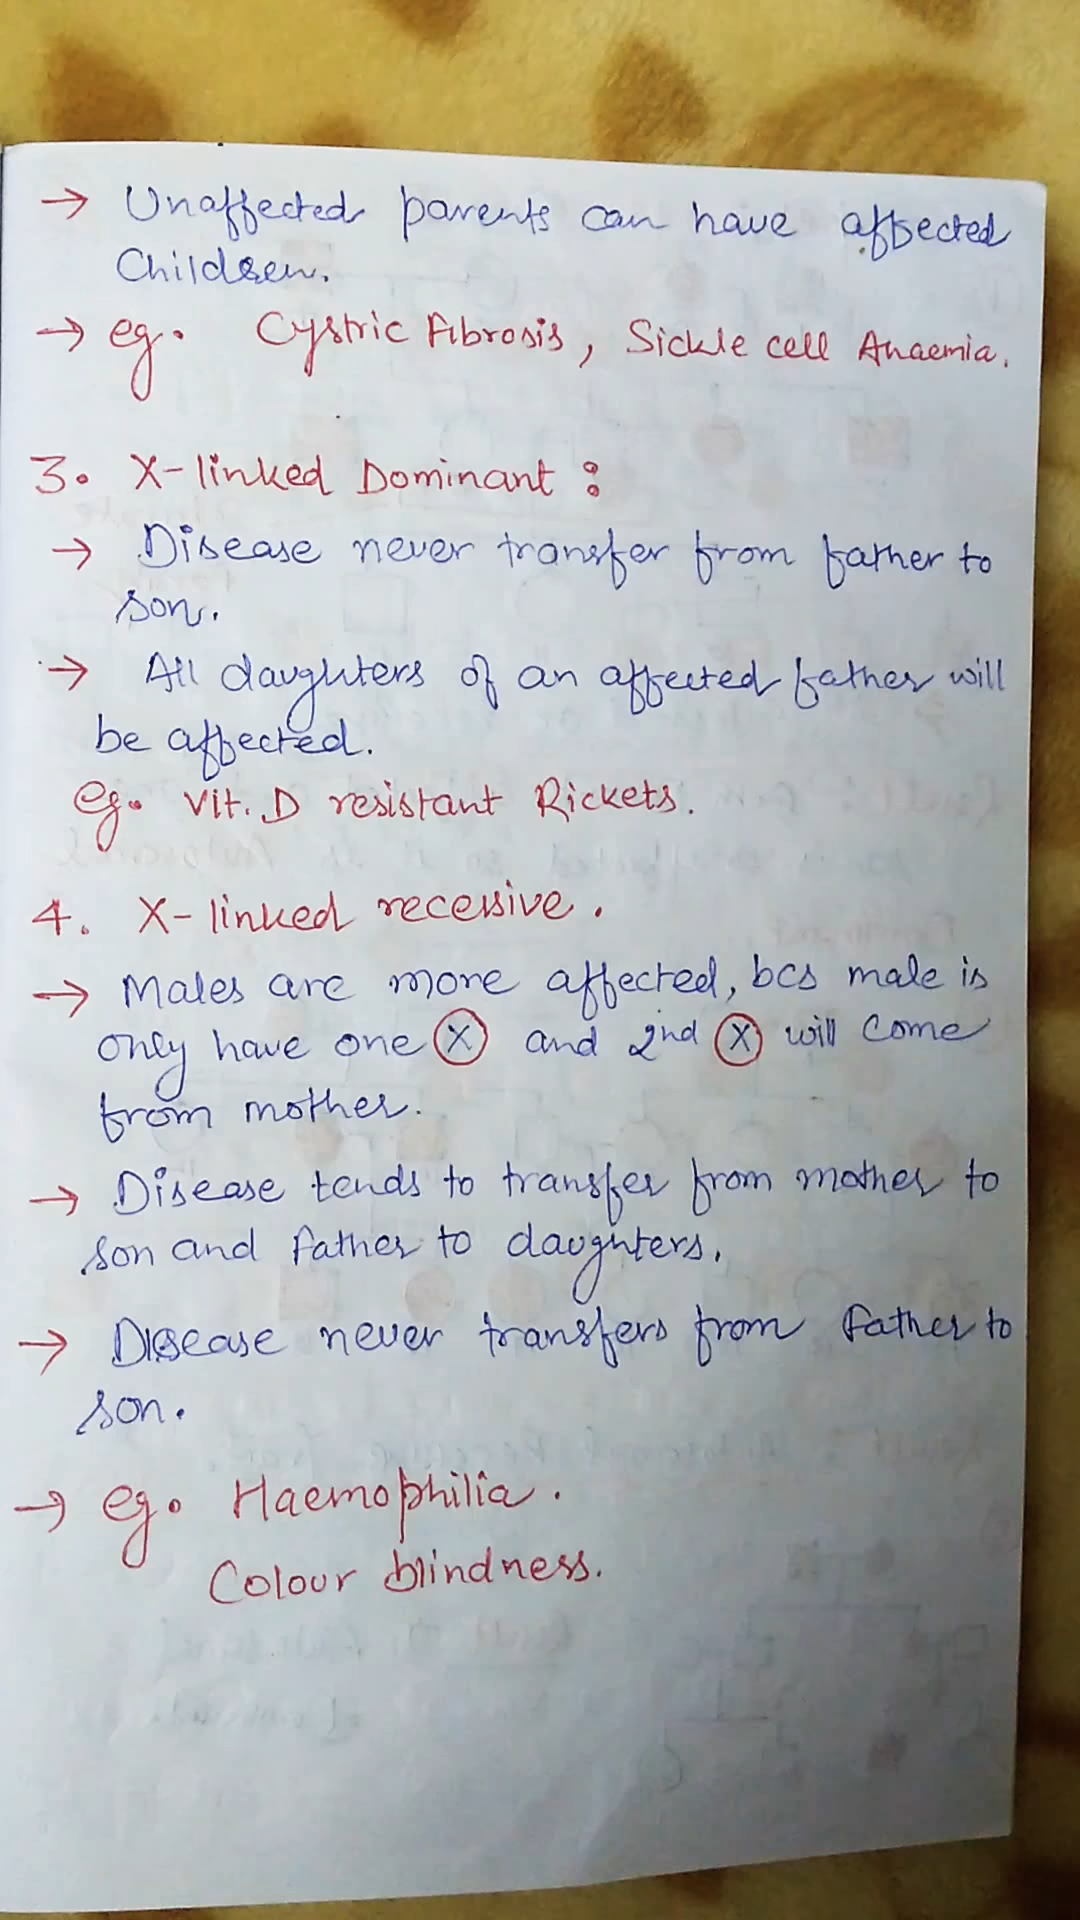 → Unaffected parents can have affected
Children.
→ eg. Cystric Fibrosis, Sickle cell Anaemia.
3. X-linked Dominant :
→ Disease never transfer from father to
son.
→ All daughters of an affected father will
be affected.
eg. Vit. D resistant Rickets.
4. X-linked recessive.
→ Males are more affected, bcs male is
only have one X and 2nd X will come
from mother.
→ Disease tends to transfer from mother to
son and father to daughters.
→ Disease never transfers from father to
son.
→ eg. Haemophilia.
Colour blindness.